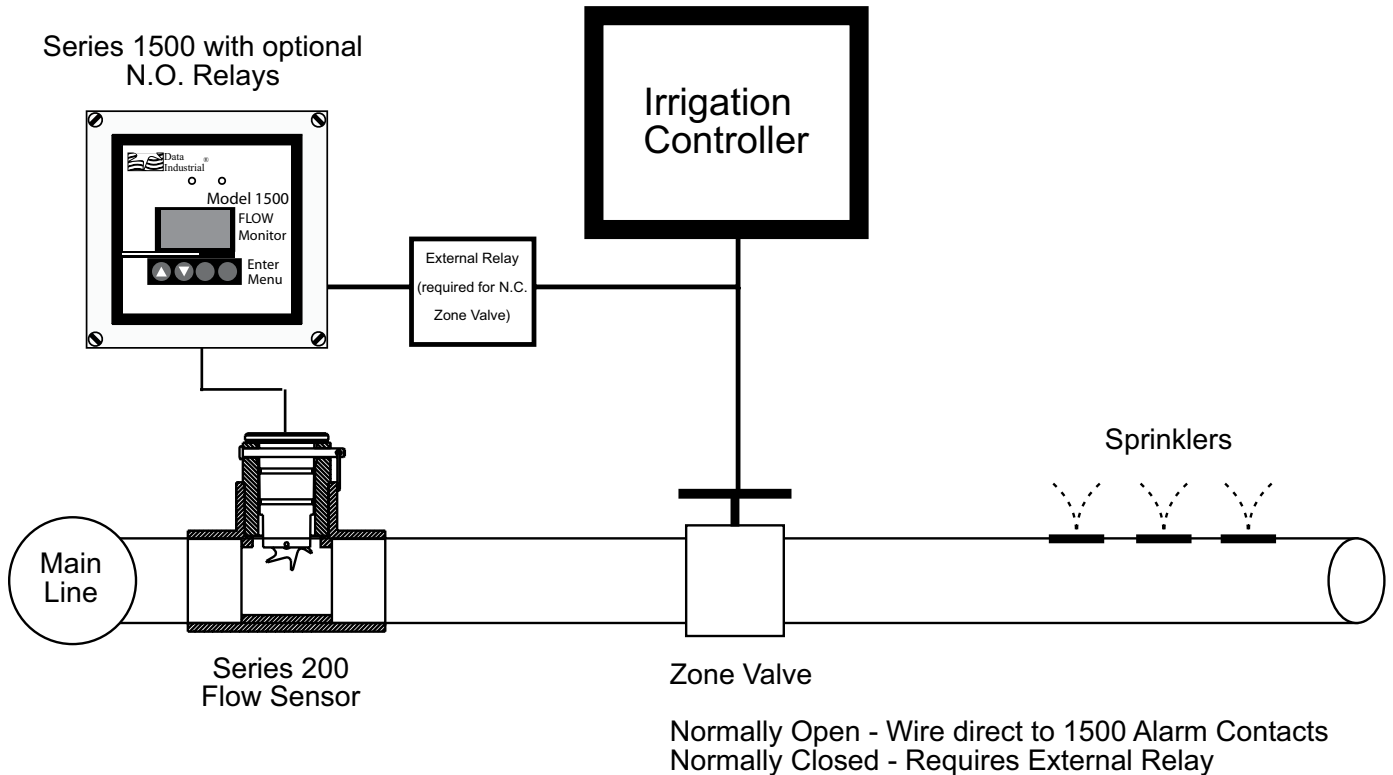 Series 1500 with optional
N.O. Relays
Data
Industrial®
Model 1500
FLOW
Monitor
Enter
Menu
External Relay
(required for N.C.
Zone Valve)
Irrigation
Controller
Sprinklers
Main
Line
Series 200
Flow Sensor
Zone Valve
Normally Open - Wire direct to 1500 Alarm Contacts
Normally Closed - Requires External Relay